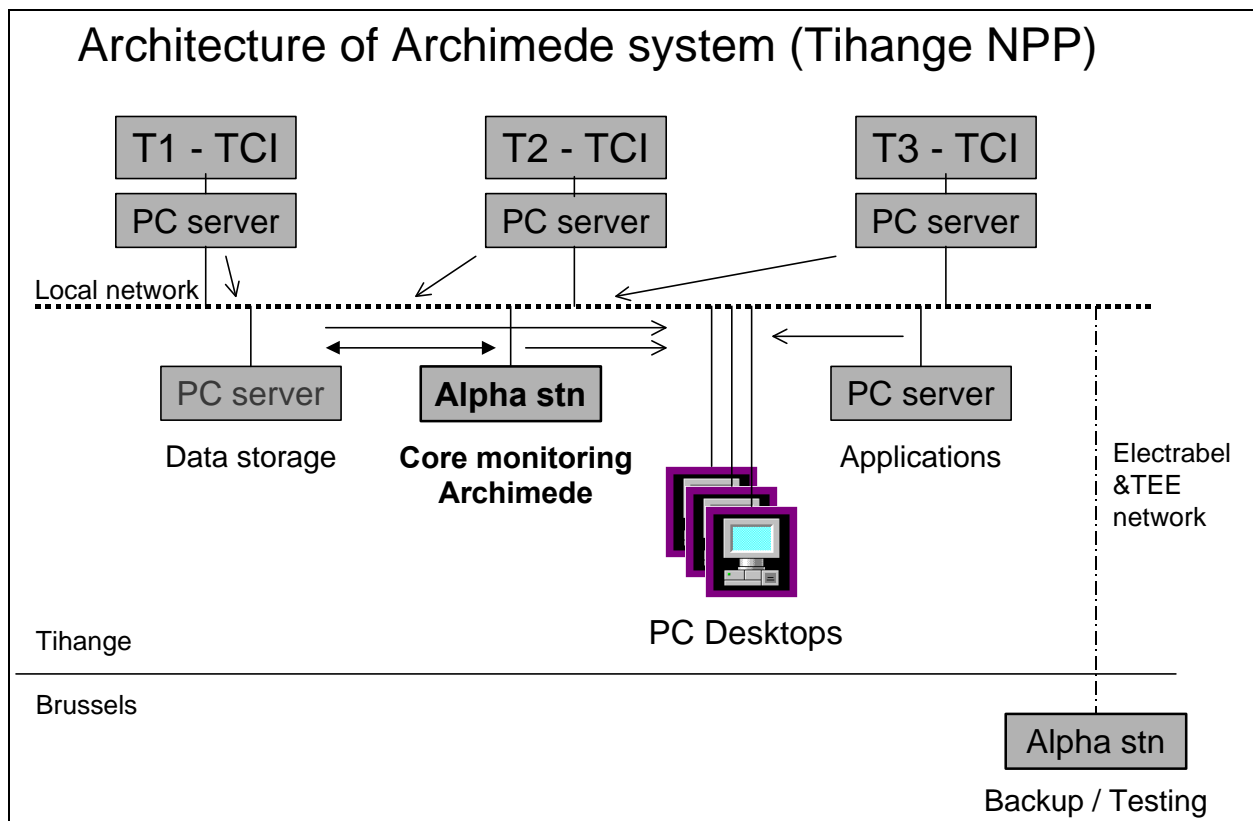 Architecture of Archimede system (Tihange NPP)
T1 - TCI
T2 - TCI
T3 - TCI
PC server
PC server
PC server
Local network
PC server
Alpha stn
PC server
Data storage
Core monitoring
Archimede
Applications
Electrabel
&TEE
network
PC Desktops
Tihange
Brussels
Alpha stn
Backup / Testing